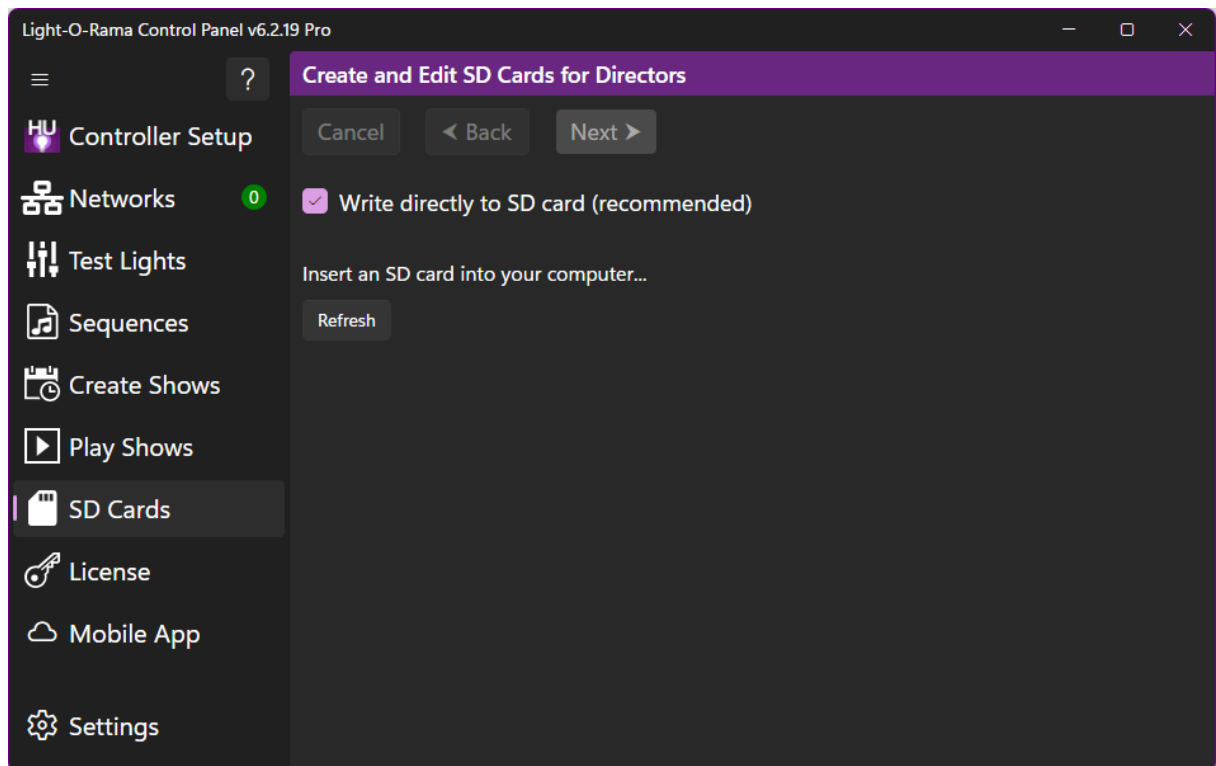 Light-O-Rama Control Panel v6.2.19 Pro
?
Create and Edit SD Cards for Directors
HU
Controller Setup
Cancel
Back
Next
Networks
0
Write directly to SD card (recommended)
Test Lights
Insert an SD card into your computer...
Sequences
Refresh
Create Shows
Play Shows
SD Cards
License
Mobile App
Settings